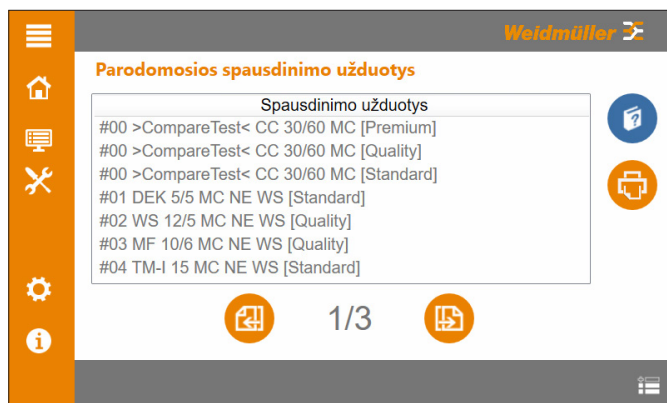 Weidmüller
Parodomosios spausdinimo užduotys
Spausdinimo užduotys
#00 >CompareTest< CC 30/60 MC [Premium]
#00 >CompareTest< CC 30/60 MC [Quality]
#00 >CompareTest< CC 30/60 MC [Standard]
#01 DEK 5/5 MC NE WS [Standard]
#02 WS 12/5 MC NE WS [Quality]
#03 MF 10/6 MC NE WS [Quality]
#04 TM-I 15 MC NE WS [Standard]
1/3